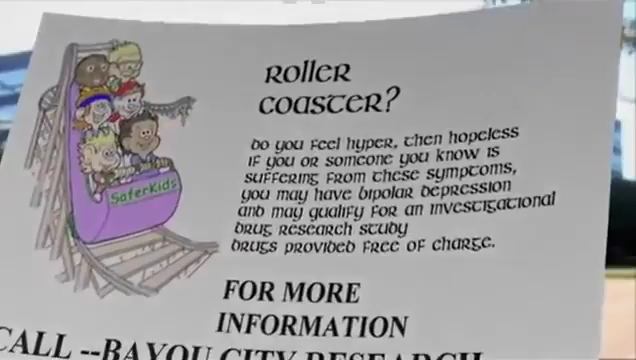 ROLLER
COASTER?
DO YOU FEEL HYPER, THEN HOPELESS
IF YOU OR SOMEONE YOU KNOW IS
SUFFERING FROM THESE SYMPTOMS,
YOU MAY HAVE BIPOLAR DEPRESSION
AND MAY QUALIFY FOR AN INVESTIGATIONAL
DRUG RESEARCH STUDY
DRUGS PROVIDED FREE OF CHARGE.
SaferKids
FOR MORE
INFORMATION
CALL --BAYOU CITY RESEARCH